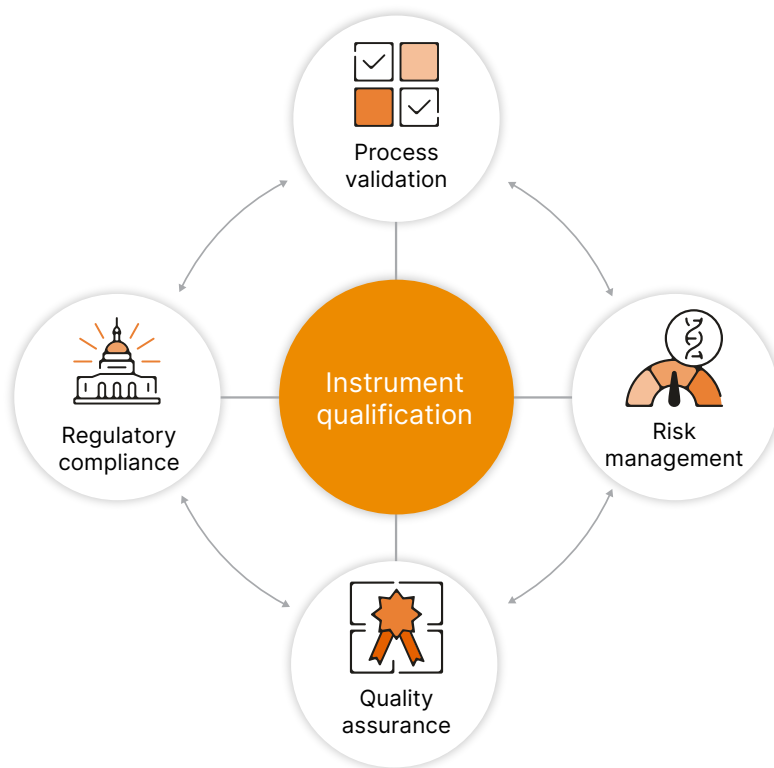 Process
validation
Instrument
qualification
Regulatory
compliance
Risk
management
Quality
assurance